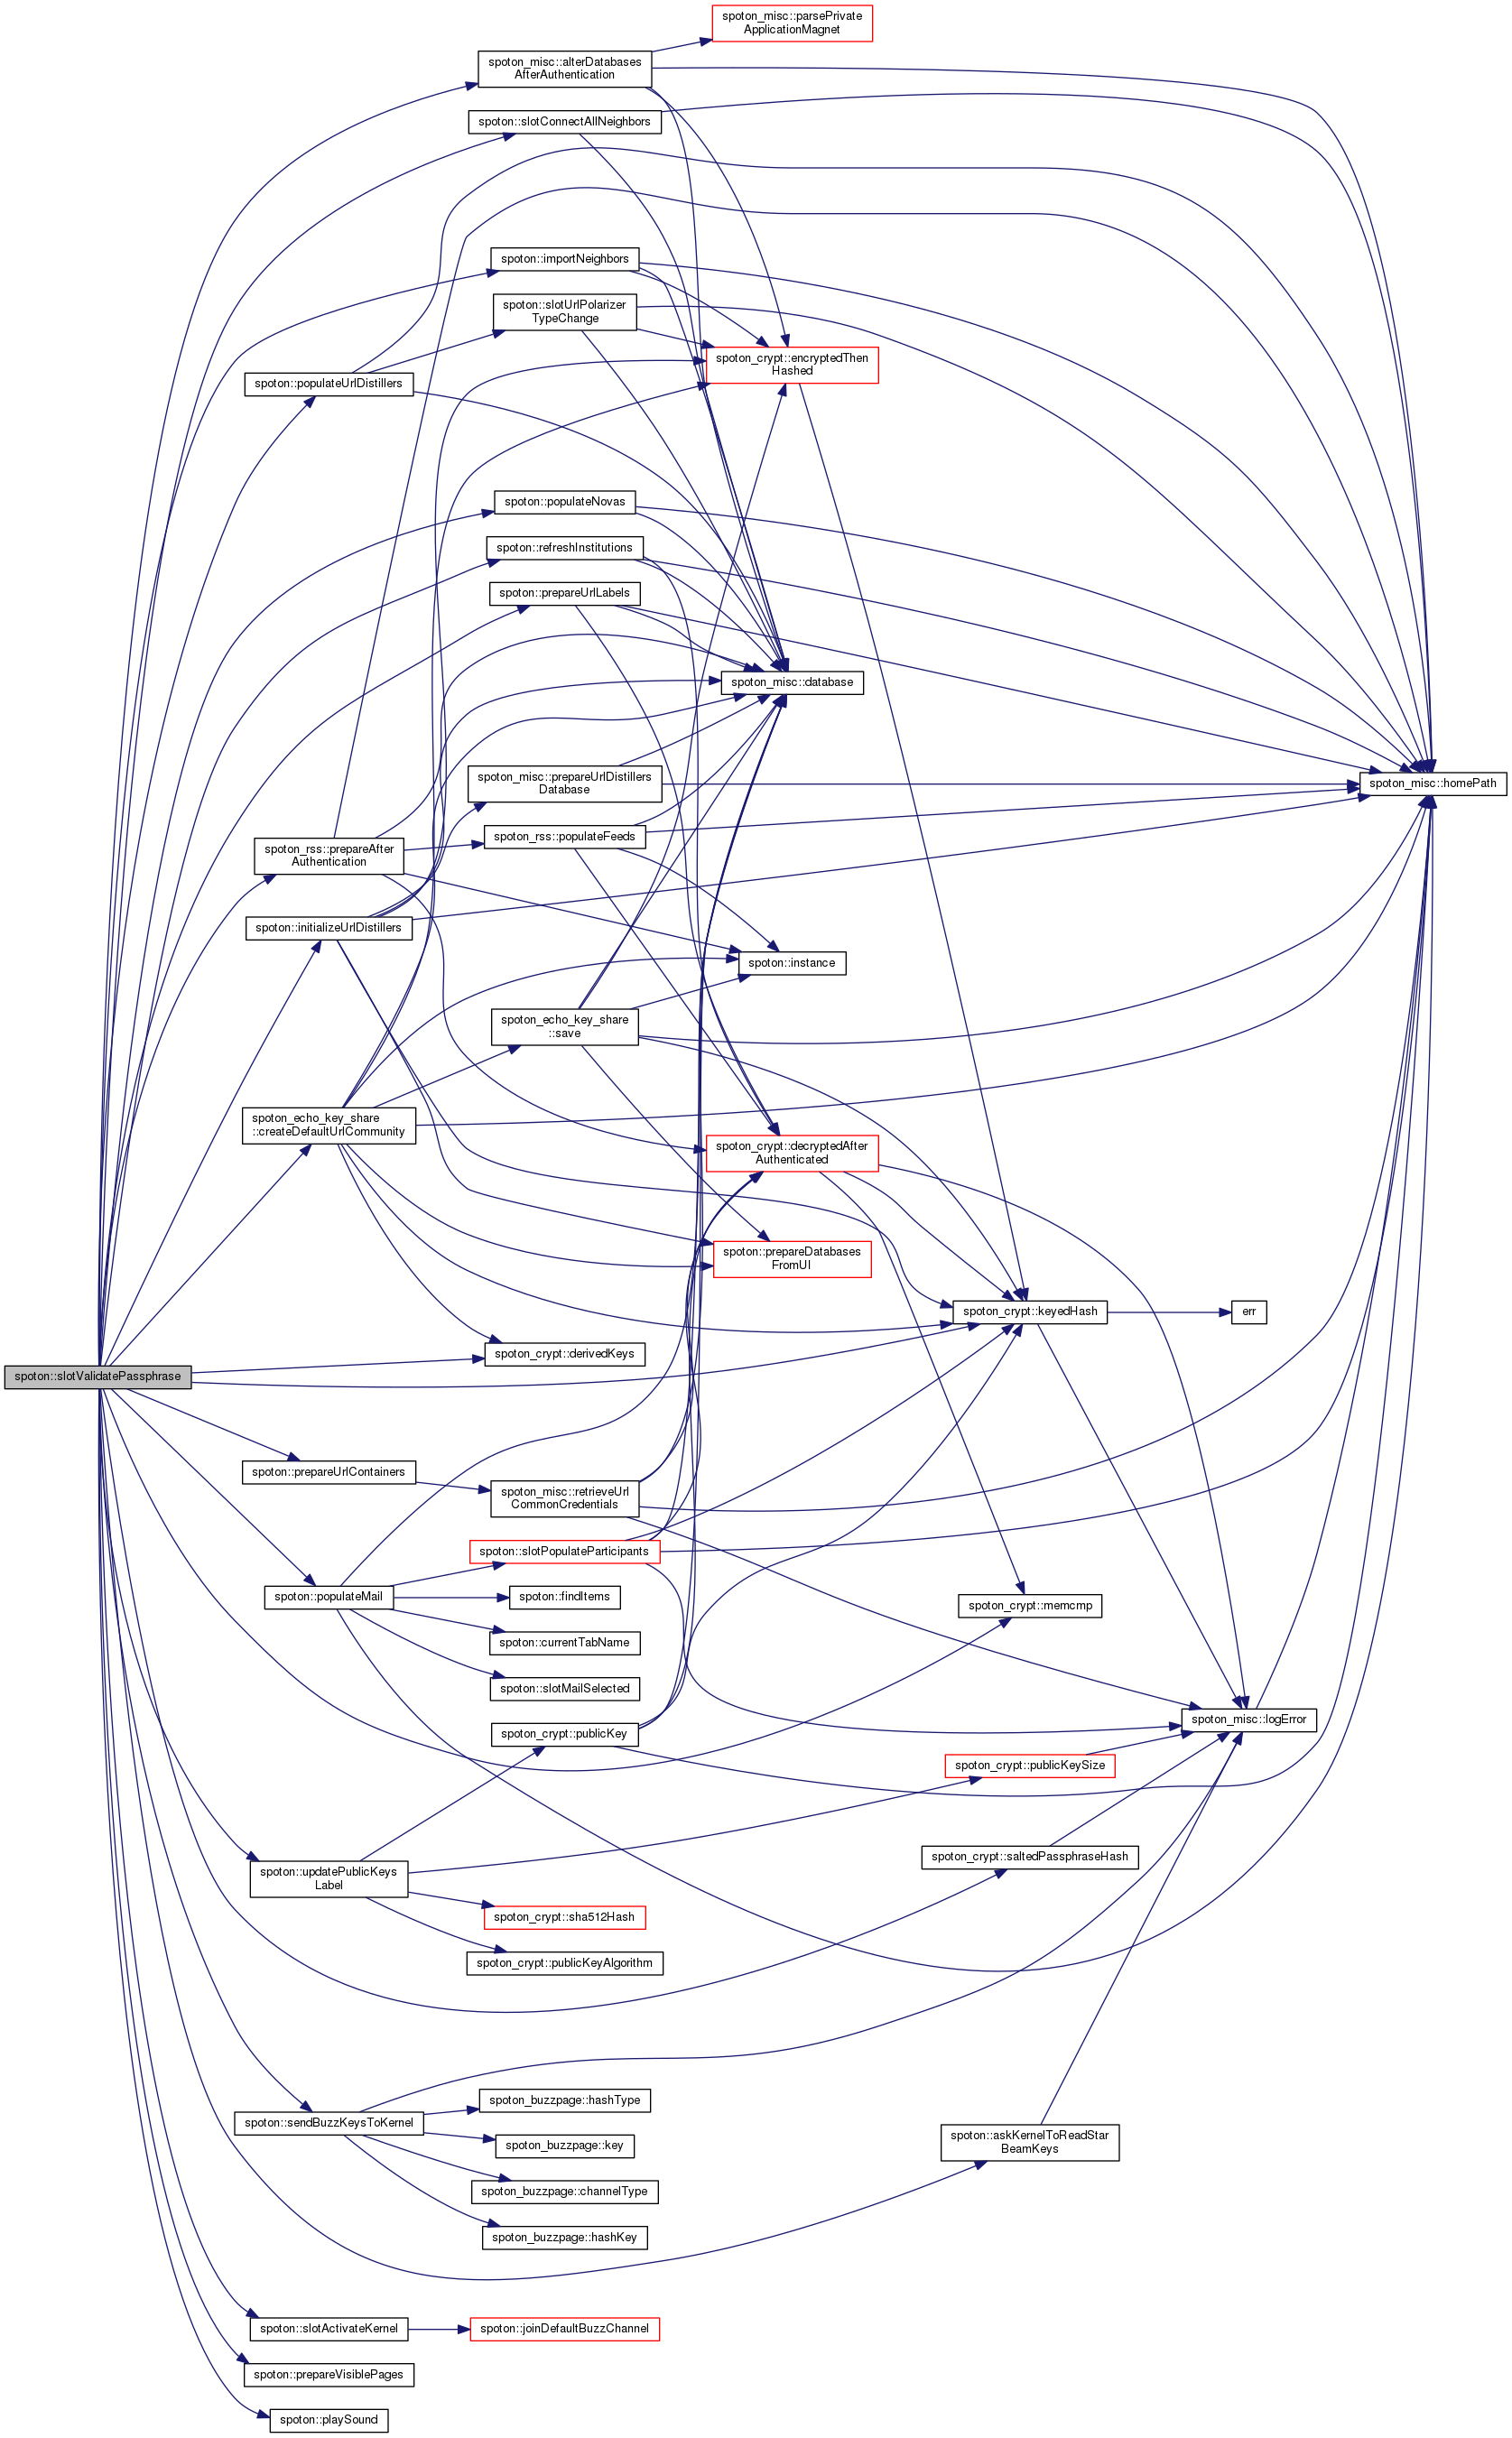 spoton_misc::parsePrivate
ApplicationMagnet
spoton_misc::alterDatabases
AfterAuthentication
spoton::slotConnectAllNeighbors
spoton::importNeighbors
spoton::slotUrlPolarizer
TypeChange
spoton_crypt::encryptedThen
Hashed
spoton::populateUrlDistillers
spoton::populateNovas
spoton::refreshInstitutions
spoton::prepareUrlLabels
spoton_misc::database
spoton_misc::prepareUrlDistillers
Database
spoton_misc::homePath
spoton_rss::populateFeeds
spoton_rss::prepareAfter
Authentication
spoton::initializeUrlDistillers
spoton::instance
spoton_echo_key_share
::save
spoton_echo_key_share
::createDefaultUrlCommunity
spoton_crypt::decryptedAfter
Authenticated
spoton::prepareDatabases
FromUI
spoton_crypt::keyedHash
err
spoton_crypt::derivedKeys
spoton::slotValidatePassphrase
spoton::prepareUrlContainers
spoton_misc::retrieveUrl
CommonCredentials
spoton::slotPopulateParticipants
spoton::populateMail
spoton::findItems
spoton_crypt::memcmp
spoton::currentTabName
spoton::slotMailSelected
spoton_crypt::publicKey
spoton_misc::logError
spoton_crypt::publicKeySize
spoton_crypt::saltedPassphraseHash
spoton::updatePublicKeys
Label
spoton_crypt::sha512Hash
spoton_crypt::publicKeyAlgorithm
spoton_buzzpage::hashType
spoton::sendBuzzKeysToKernel
spoton_buzzpage::key
spoton::askKernelToReadStar
BeamKeys
spoton_buzzpage::channelType
spoton_buzzpage::hashKey
spoton::slotActivateKernel
spoton::joinDefaultBuzzChannel
spoton::prepareVisiblePages
spoton::playSound